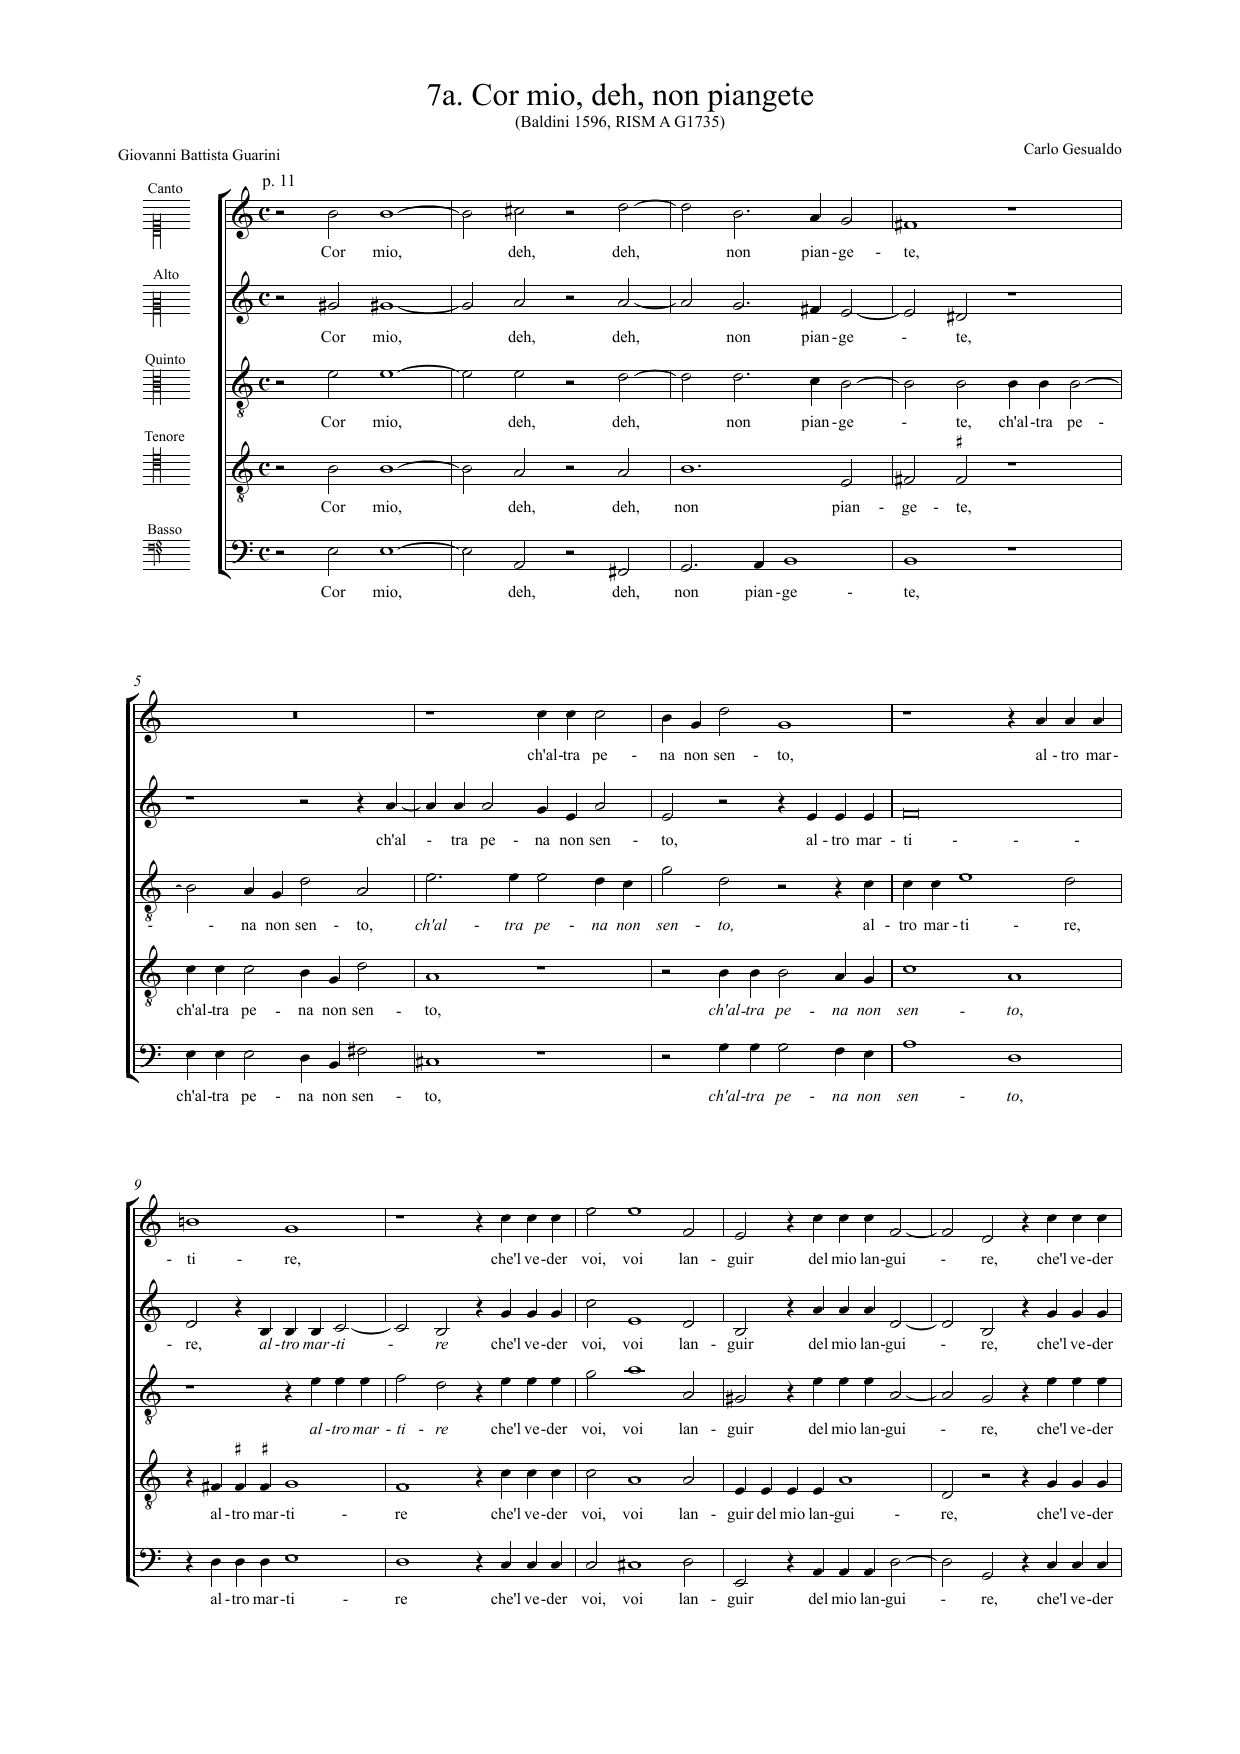 7a. Cor mio, deh, non piangete
(Baldini 1596, RISM A G1735)
Giovanni Battista Guarini
Carlo Gesualdo
p. 11
Canto
Cor mio, deh, deh, non pian - ge - te,
Alto
Cor mio, deh, deh, non pian - ge - te,
Quinto
Cor mio, deh, deh, non pian - ge - te, ch'al - tra pe -
Tenore
Cor mio, deh, deh, non pian - ge - te,
Basso
Cor mio, deh, deh, non pian - ge - te,
5
ch'al - tra pe - na non sen - to, al - tro mar -
ch'al - tra pe - na non sen - to, al - tro mar - ti - - -
- - na non sen - to, ch'al - tra pe - na non sen - to, al - tro mar - ti - re,
ch'al - tra pe - na non sen - to, ch'al - tra pe - na non sen - to,
ch'al - tra pe - na non sen - to, ch'al - tra pe - na non sen - to,
9
- ti - re, che'l ve - der voi, voi lan - guir del mio lan - gui - re, che'l ve - der
- re, al - tro mar - ti - re che'l ve - der voi, voi lan - guir del mio lan - gui - re, che'l ve - der
al - tro mar - ti - re che'l ve - der voi, voi lan - guir del mio lan - gui - re, che'l ve - der
al - tro mar - ti - re che'l ve - der voi, voi lan - guir del mio lan - gui - re, che'l ve - der
al - tro mar - ti - re che'l ve - der voi, voi lan - guir del mio lan - gui - re, che'l ve - der